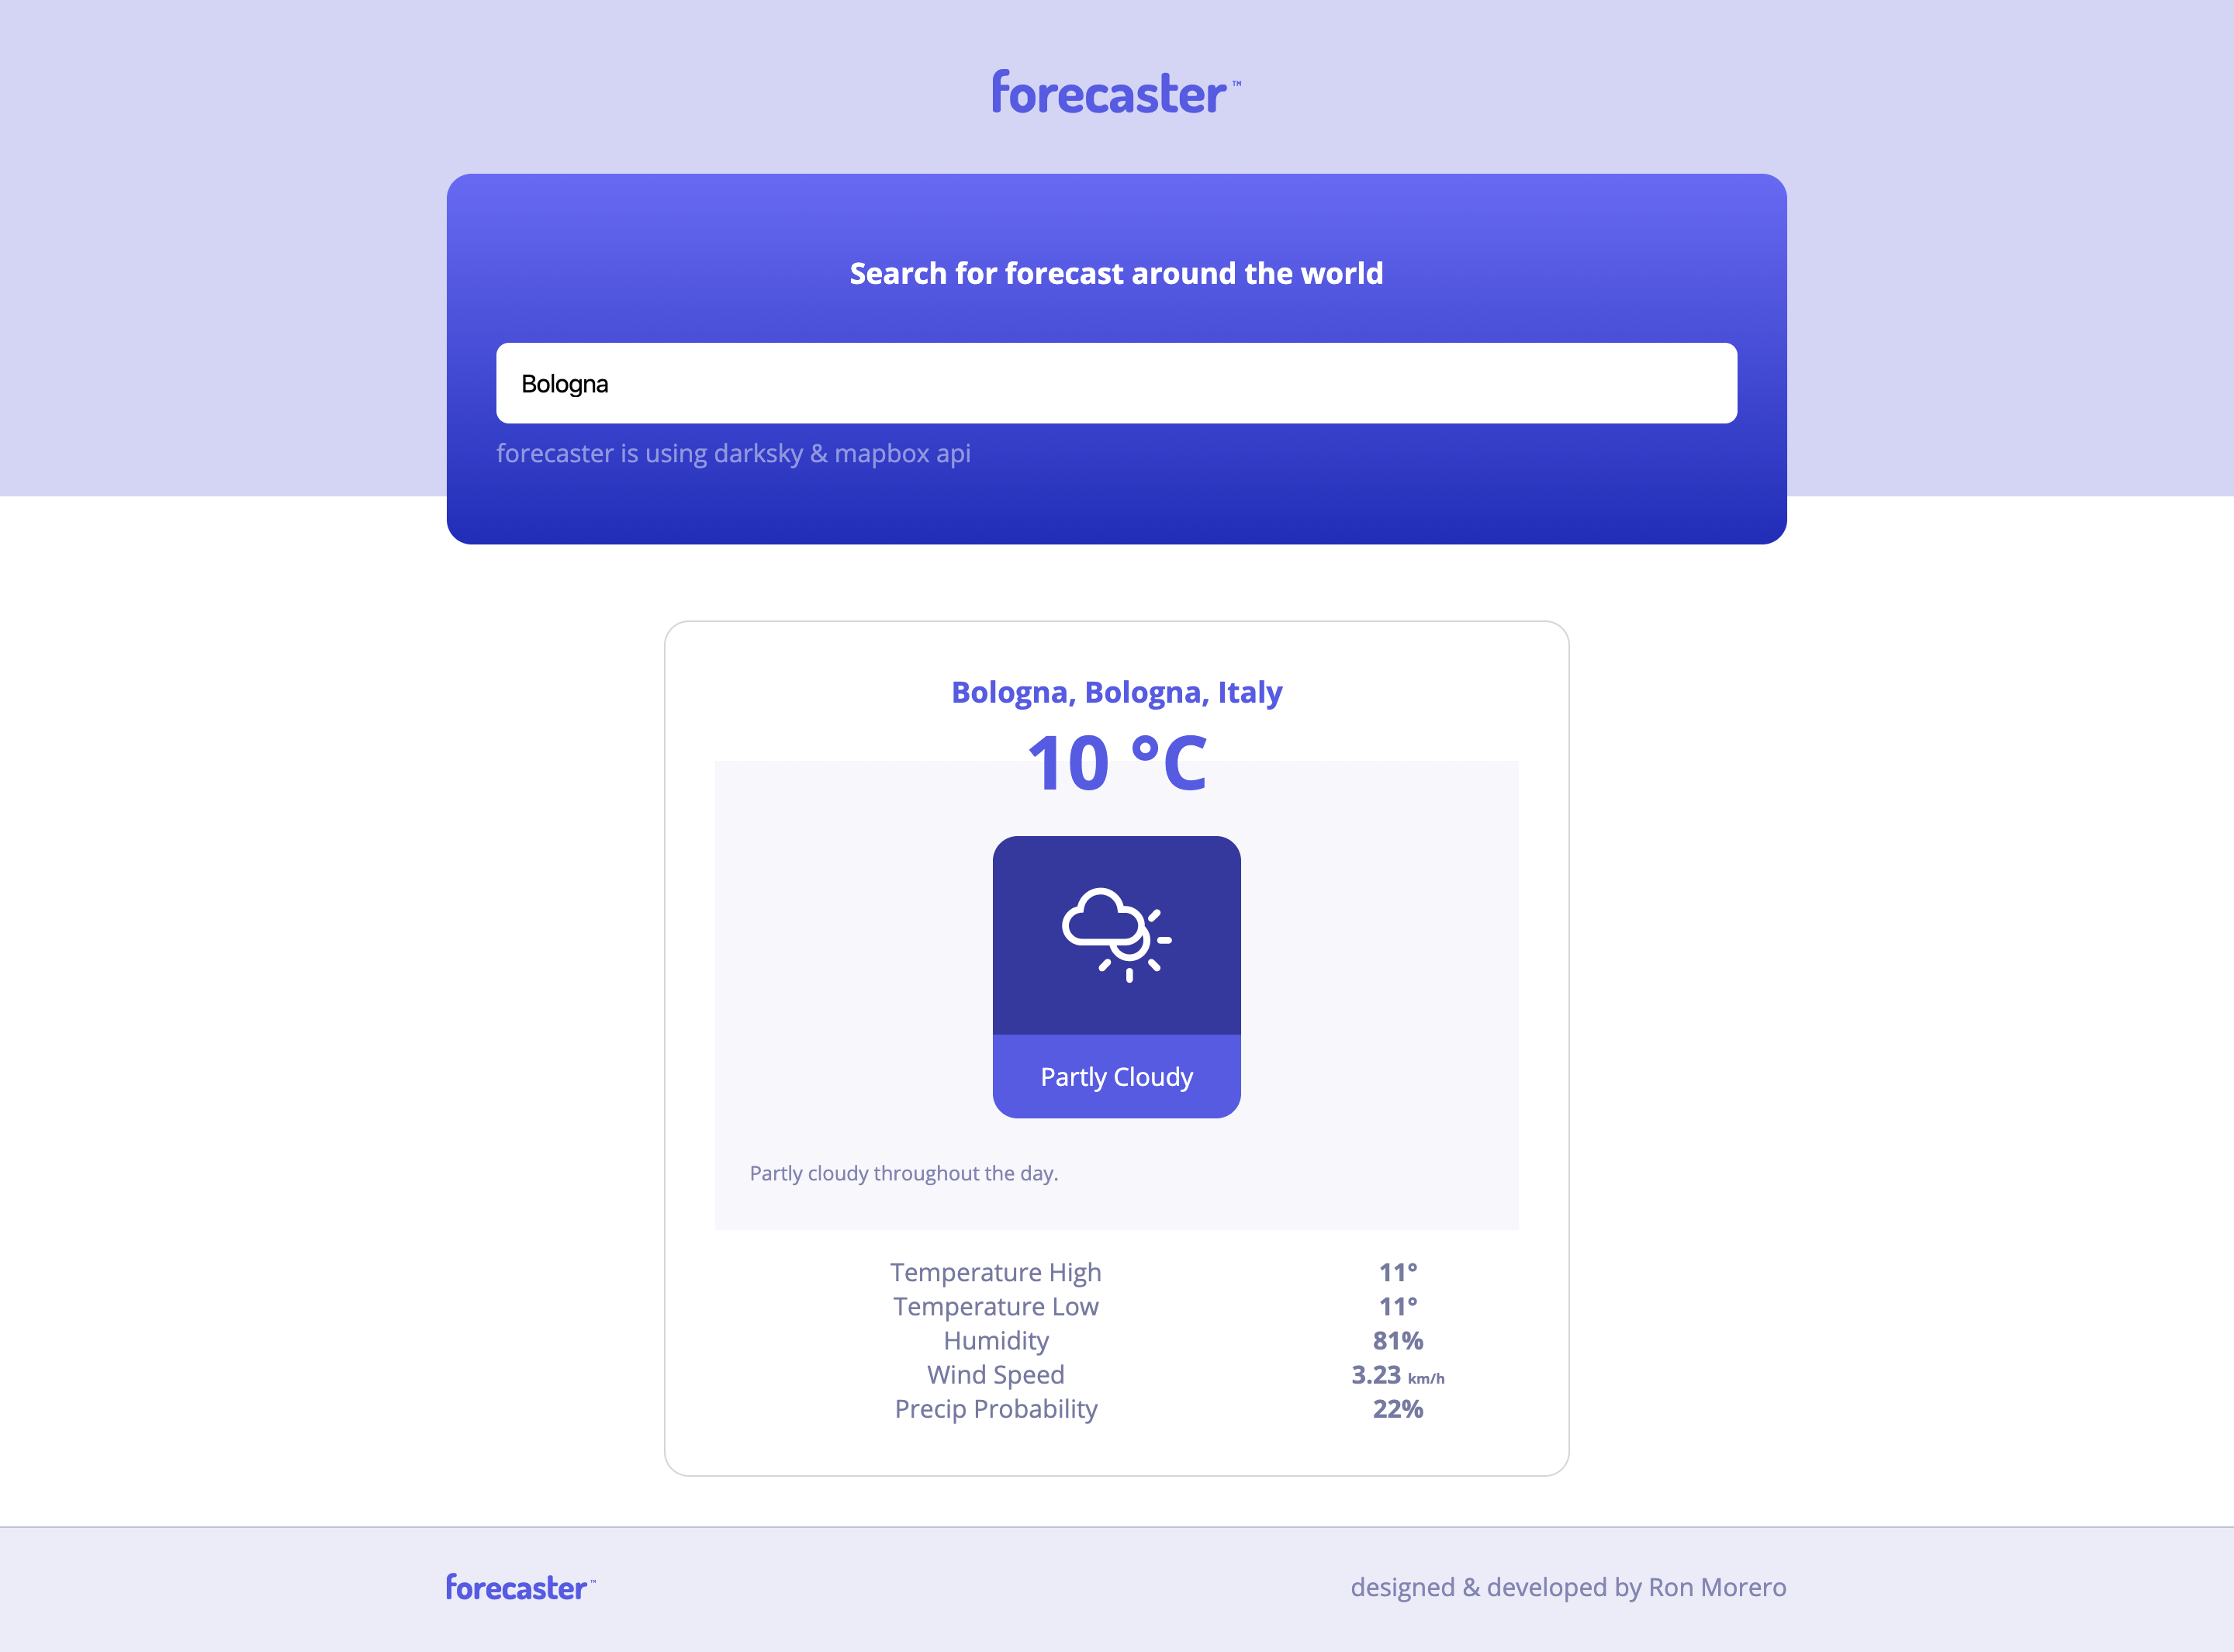 forecaster™
Search for forecast around the world
Bologna
forecaster is using darksky & mapbox api
Bologna, Bologna, Italy
10 °C
Partly Cloudy
Partly cloudy throughout the day.
Temperature High 11°
Temperature Low 11°
Humidity 81%
Wind Speed 3.23 km/h
Precip Probability 22%
forecaster™ designed & developed by Ron Morero